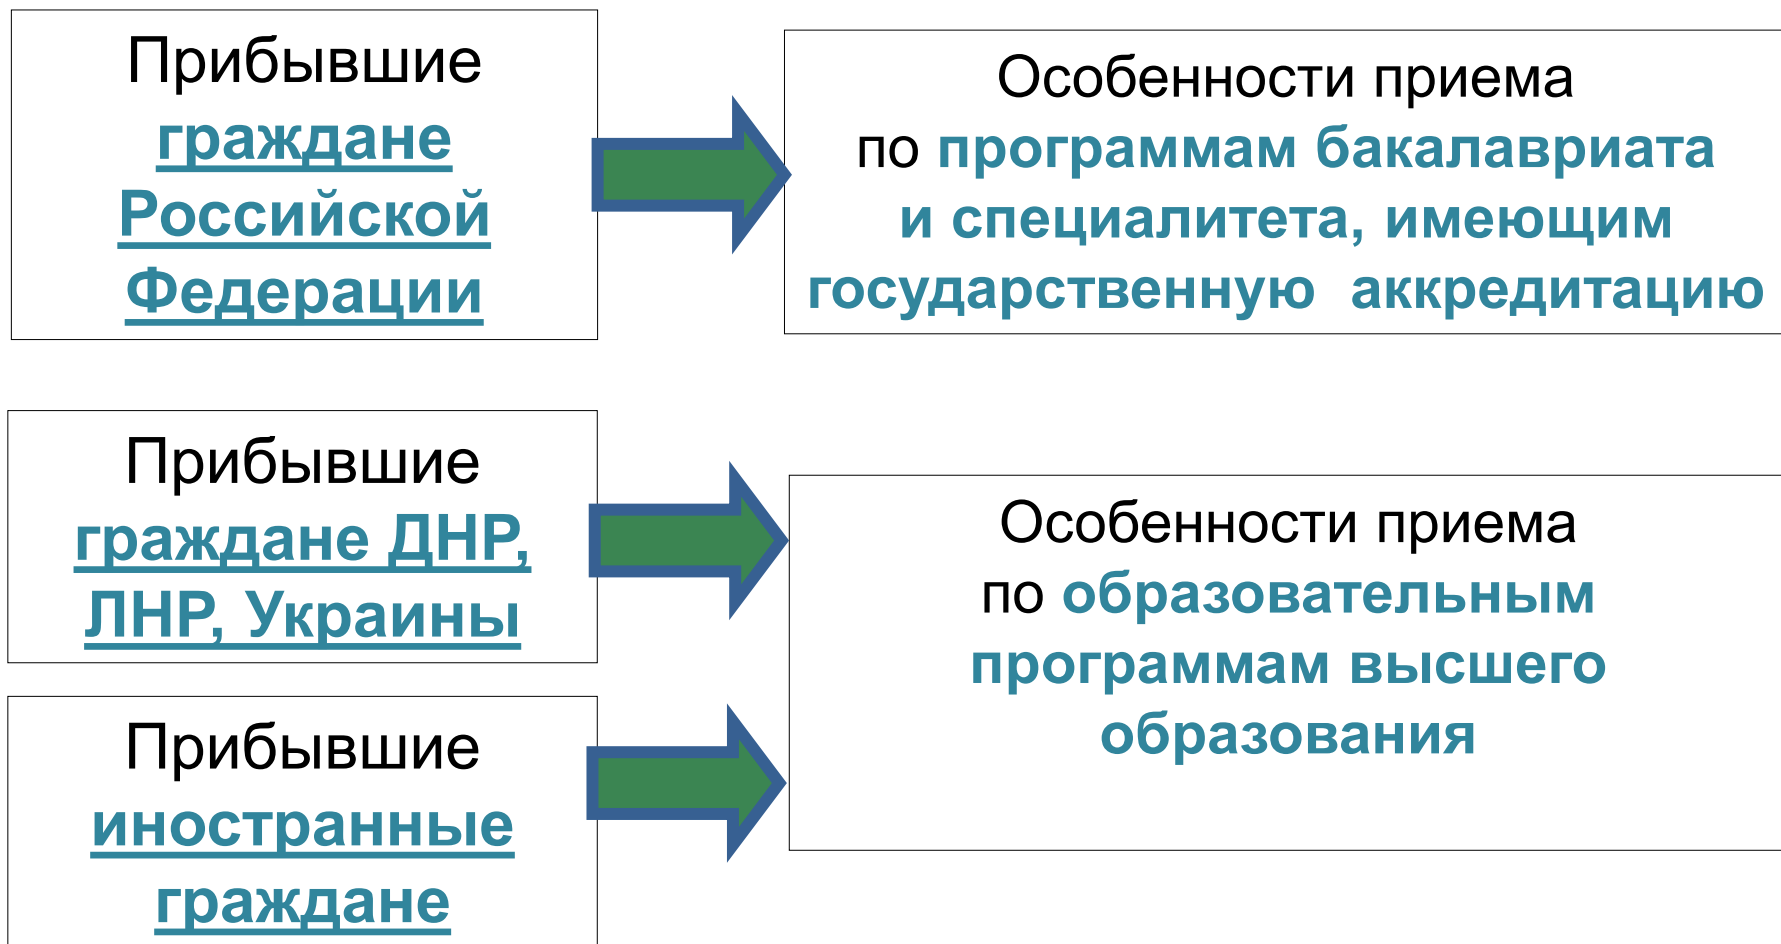 Прибывшие
граждане
Российской
Федерации
Особенности приема
по программам бакалавриата
и специалитета, имеющим
государственную аккредитацию
Прибывшие
граждане ДНР,
ЛНР, Украины
Прибывшие
иностранные
граждане
Особенности приема
по образовательным
программам высшего
образования